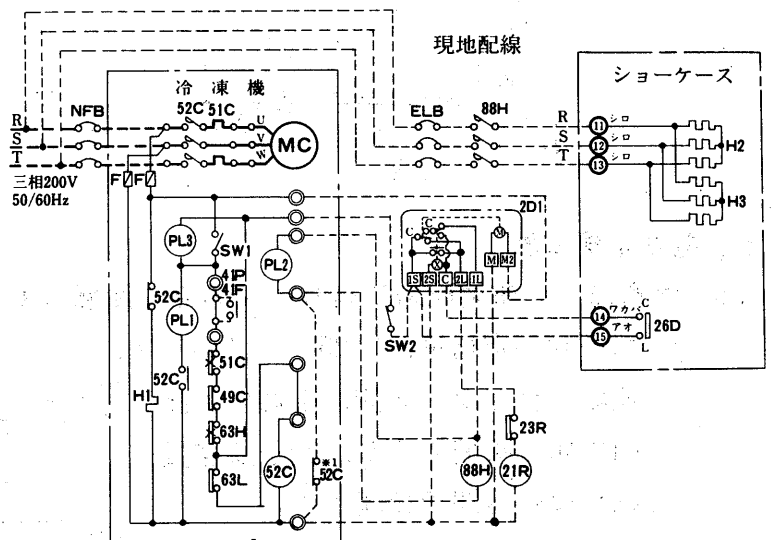 現地配線
冷凍機
ショーケース
NFB
52C
51C
U
V
W
MC
ELB
88H
R
S
T
R
S
T
11
シロ
12
シロ
13
シロ
H2
H3
三相200V
50/60Hz
F
F
2D1
C
C
M
M2
1S
2S
C
2L
1L
PL3
SW1
PL2
41P
41F
52C
PL1
51C
52C
49C
H1
63H
63L
52C
※1
52C
SW2
14
ワカバ
C
15
アオ
L
26D
23R
88H
21R